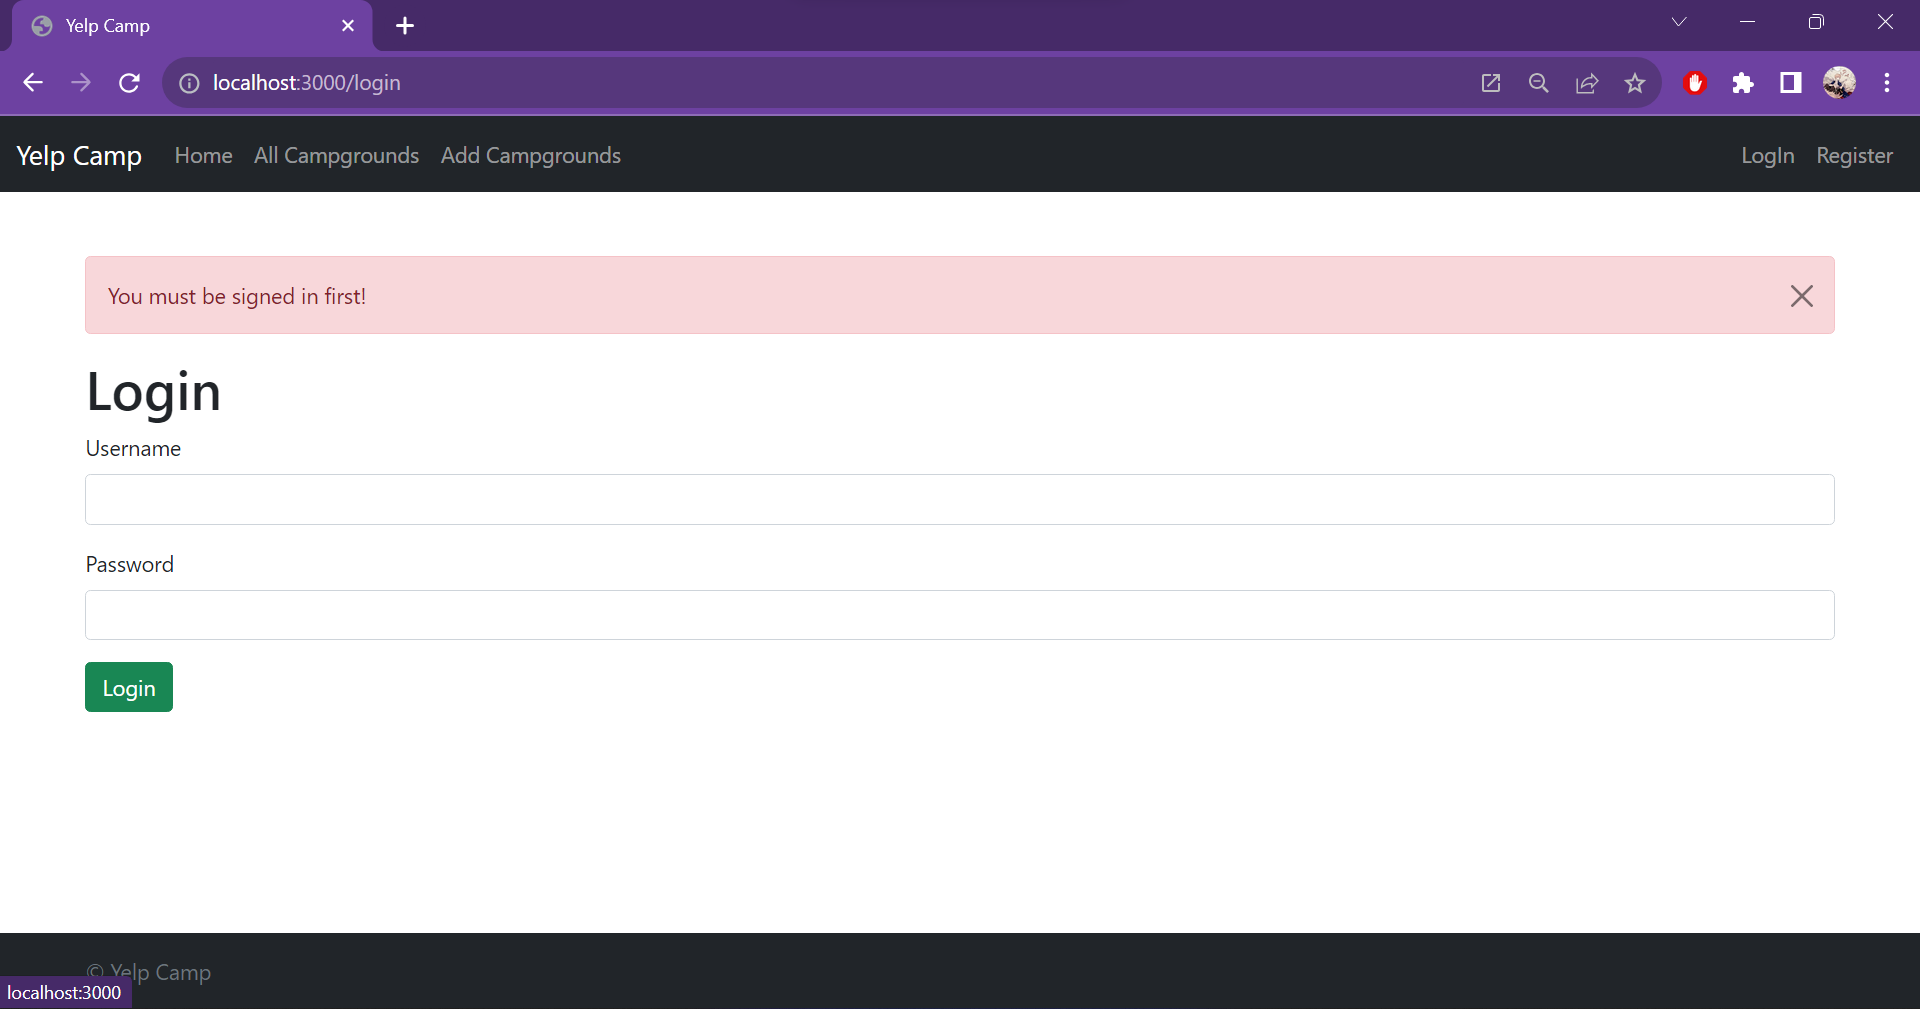 Yelp Camp
localhost:3000/login
Yelp Camp Home All Campgrounds Add Campgrounds LogIn Register
You must be signed in first!
Login
Username
Password
Login
© Yelp Camp
localhost:3000